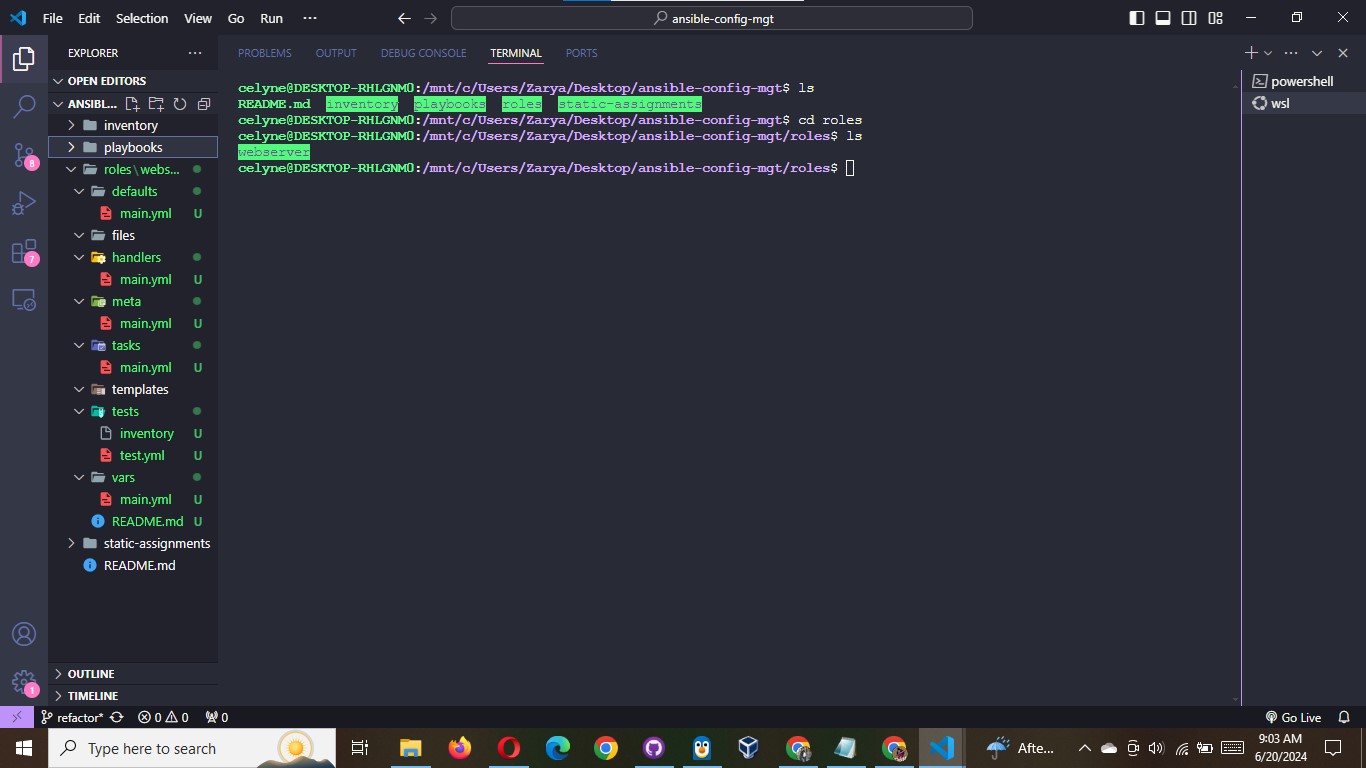 File Edit Selection View Go Run ··· ansible-config-mgt
EXPLORER ···
OPEN EDITORS
ANSIBL...
inventory
playbooks
roles\webs...
defaults
main.yml U
files
handlers
main.yml U
meta
main.yml U
tasks
main.yml U
templates
tests
inventory U
test.yml U
vars
main.yml U
README.md U
static-assignments
README.md
OUTLINE
TIMELINE
8
7
1
PROBLEMS OUTPUT DEBUG CONSOLE TERMINAL PORTS
celyne@DESKTOP-RHLGNM0:/mnt/c/Users/Zarya/Desktop/ansible-config-mgt$ ls
README.md inventory playbooks roles static-assignments
celyne@DESKTOP-RHLGNM0:/mnt/c/Users/Zarya/Desktop/ansible-config-mgt$ cd roles
celyne@DESKTOP-RHLGNM0:/mnt/c/Users/Zarya/Desktop/ansible-config-mgt/roles$ ls
webserver
celyne@DESKTOP-RHLGNM0:/mnt/c/Users/Zarya/Desktop/ansible-config-mgt/roles$
powershell
wsl
refactor* 0 0 0 Go Live
Type here to search Afte... 9:03 AM
6/20/2024